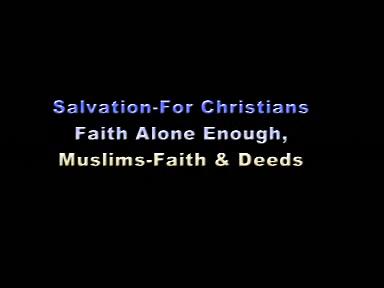 Salvation-For Christians
Faith Alone Enough,
Muslims-Faith & Deeds